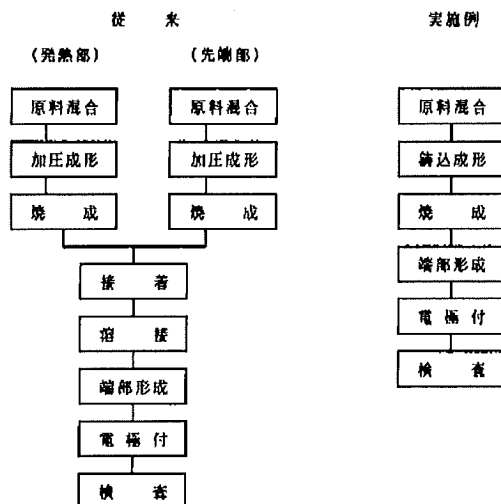 従 来
実施例
(発熱部)
(先端部)
原料混合
原料混合
原料混合
加圧成形
加圧成形
鋳込成形
焼 成
焼 成
焼 成
接 着
端部形成
溶 接
電極付
端部形成
検 査
電極付
検 査